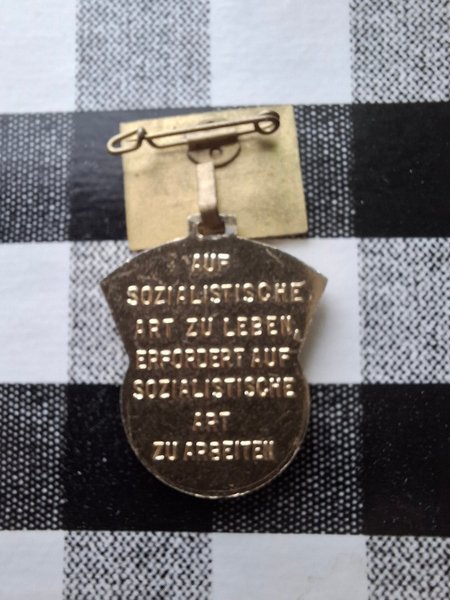 AUF
SOZIALISTISCHE
ART ZU LEBEN,
ERFORDERT AUF
SOZIALISTISCHE
ART
ZU ARBEITEN